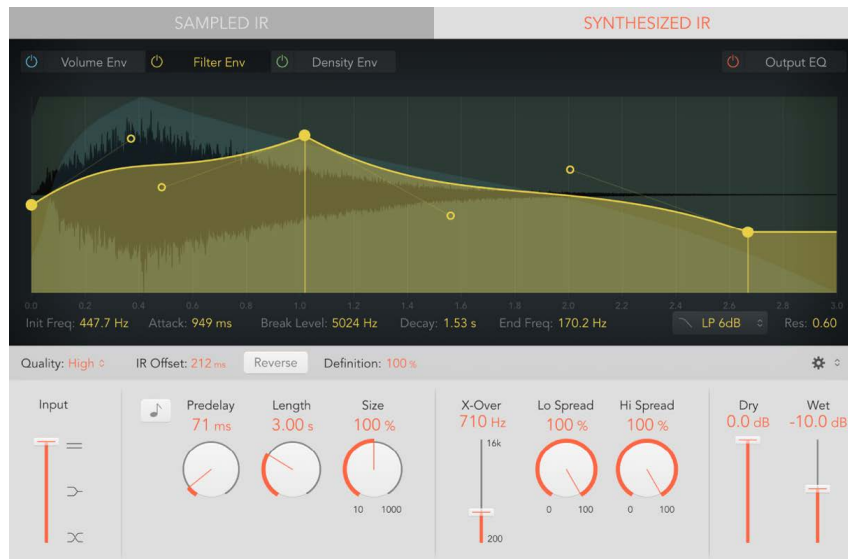 SAMPLED IR SYNTHESIZED IR
Volume Env Filter Env Density Env Output EQ
0.0 0.2 0.4 0.6 0.8 1.0 1.2 1.4 1.6 1.8 2.0 2.2 2.4 2.6 2.8 3.0
Init Freq: 447.7 Hz Attack: 949 ms Break Level: 5024 Hz Decay: 1.53 s End Freq: 170.2 Hz LP 6dB Res: 0.60
Quality: High IR Offset: 212 ms Reverse Definition: 100 %
Input Predelay Length Size X-Over Lo Spread Hi Spread Dry Wet
71 ms 3.00 s 100 % 710 Hz 100 % 100 % 0.0 dB -10.0 dB
16k
10 1000 0 100 0 100
200